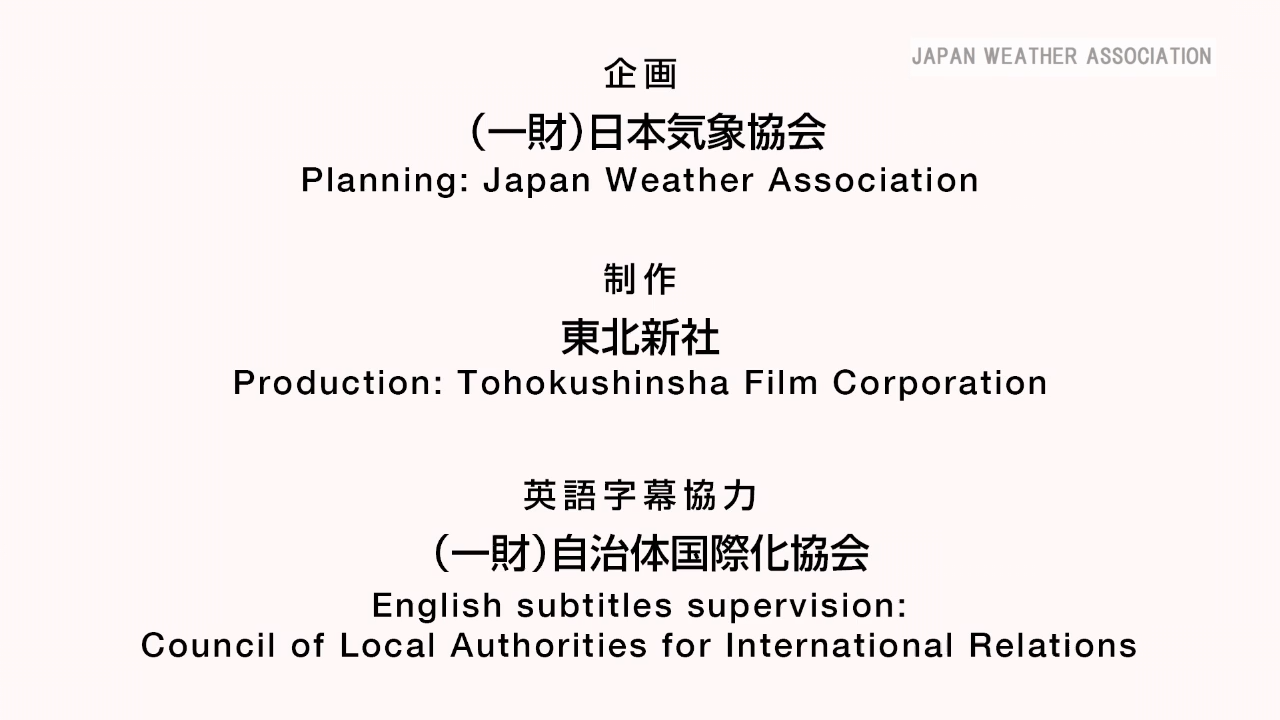 JAPAN WEATHER ASSOCIATION
企画
（一財）日本気象協会
Planning: Japan Weather Association
制作
東北新社
Production: Tohokushinsha Film Corporation
英語字幕協力
（一財）自治体国際化協会
English subtitles supervision:
Council of Local Authorities for International Relations